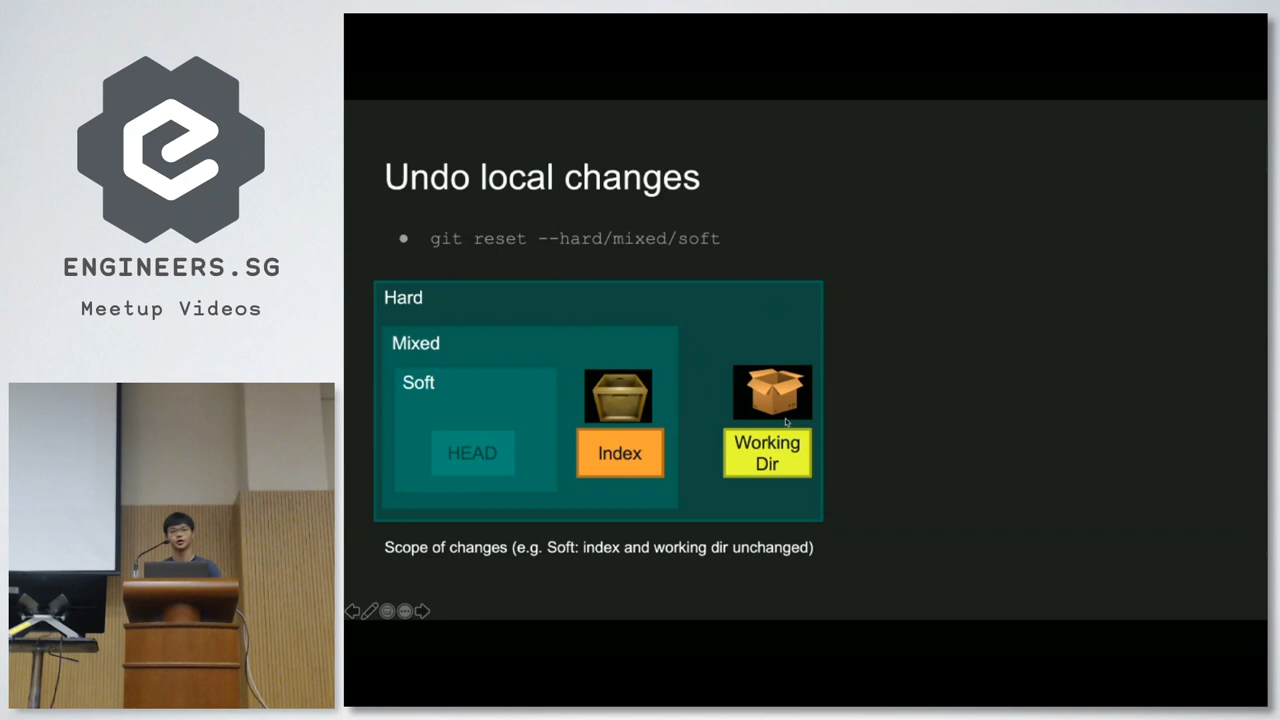 ENGINEERS.SG
Meetup Videos
Undo local changes
● git reset --hard/mixed/soft
Hard
Mixed
Soft
HEAD
Index
Working
Dir
Scope of changes (e.g. Soft: index and working dir unchanged)